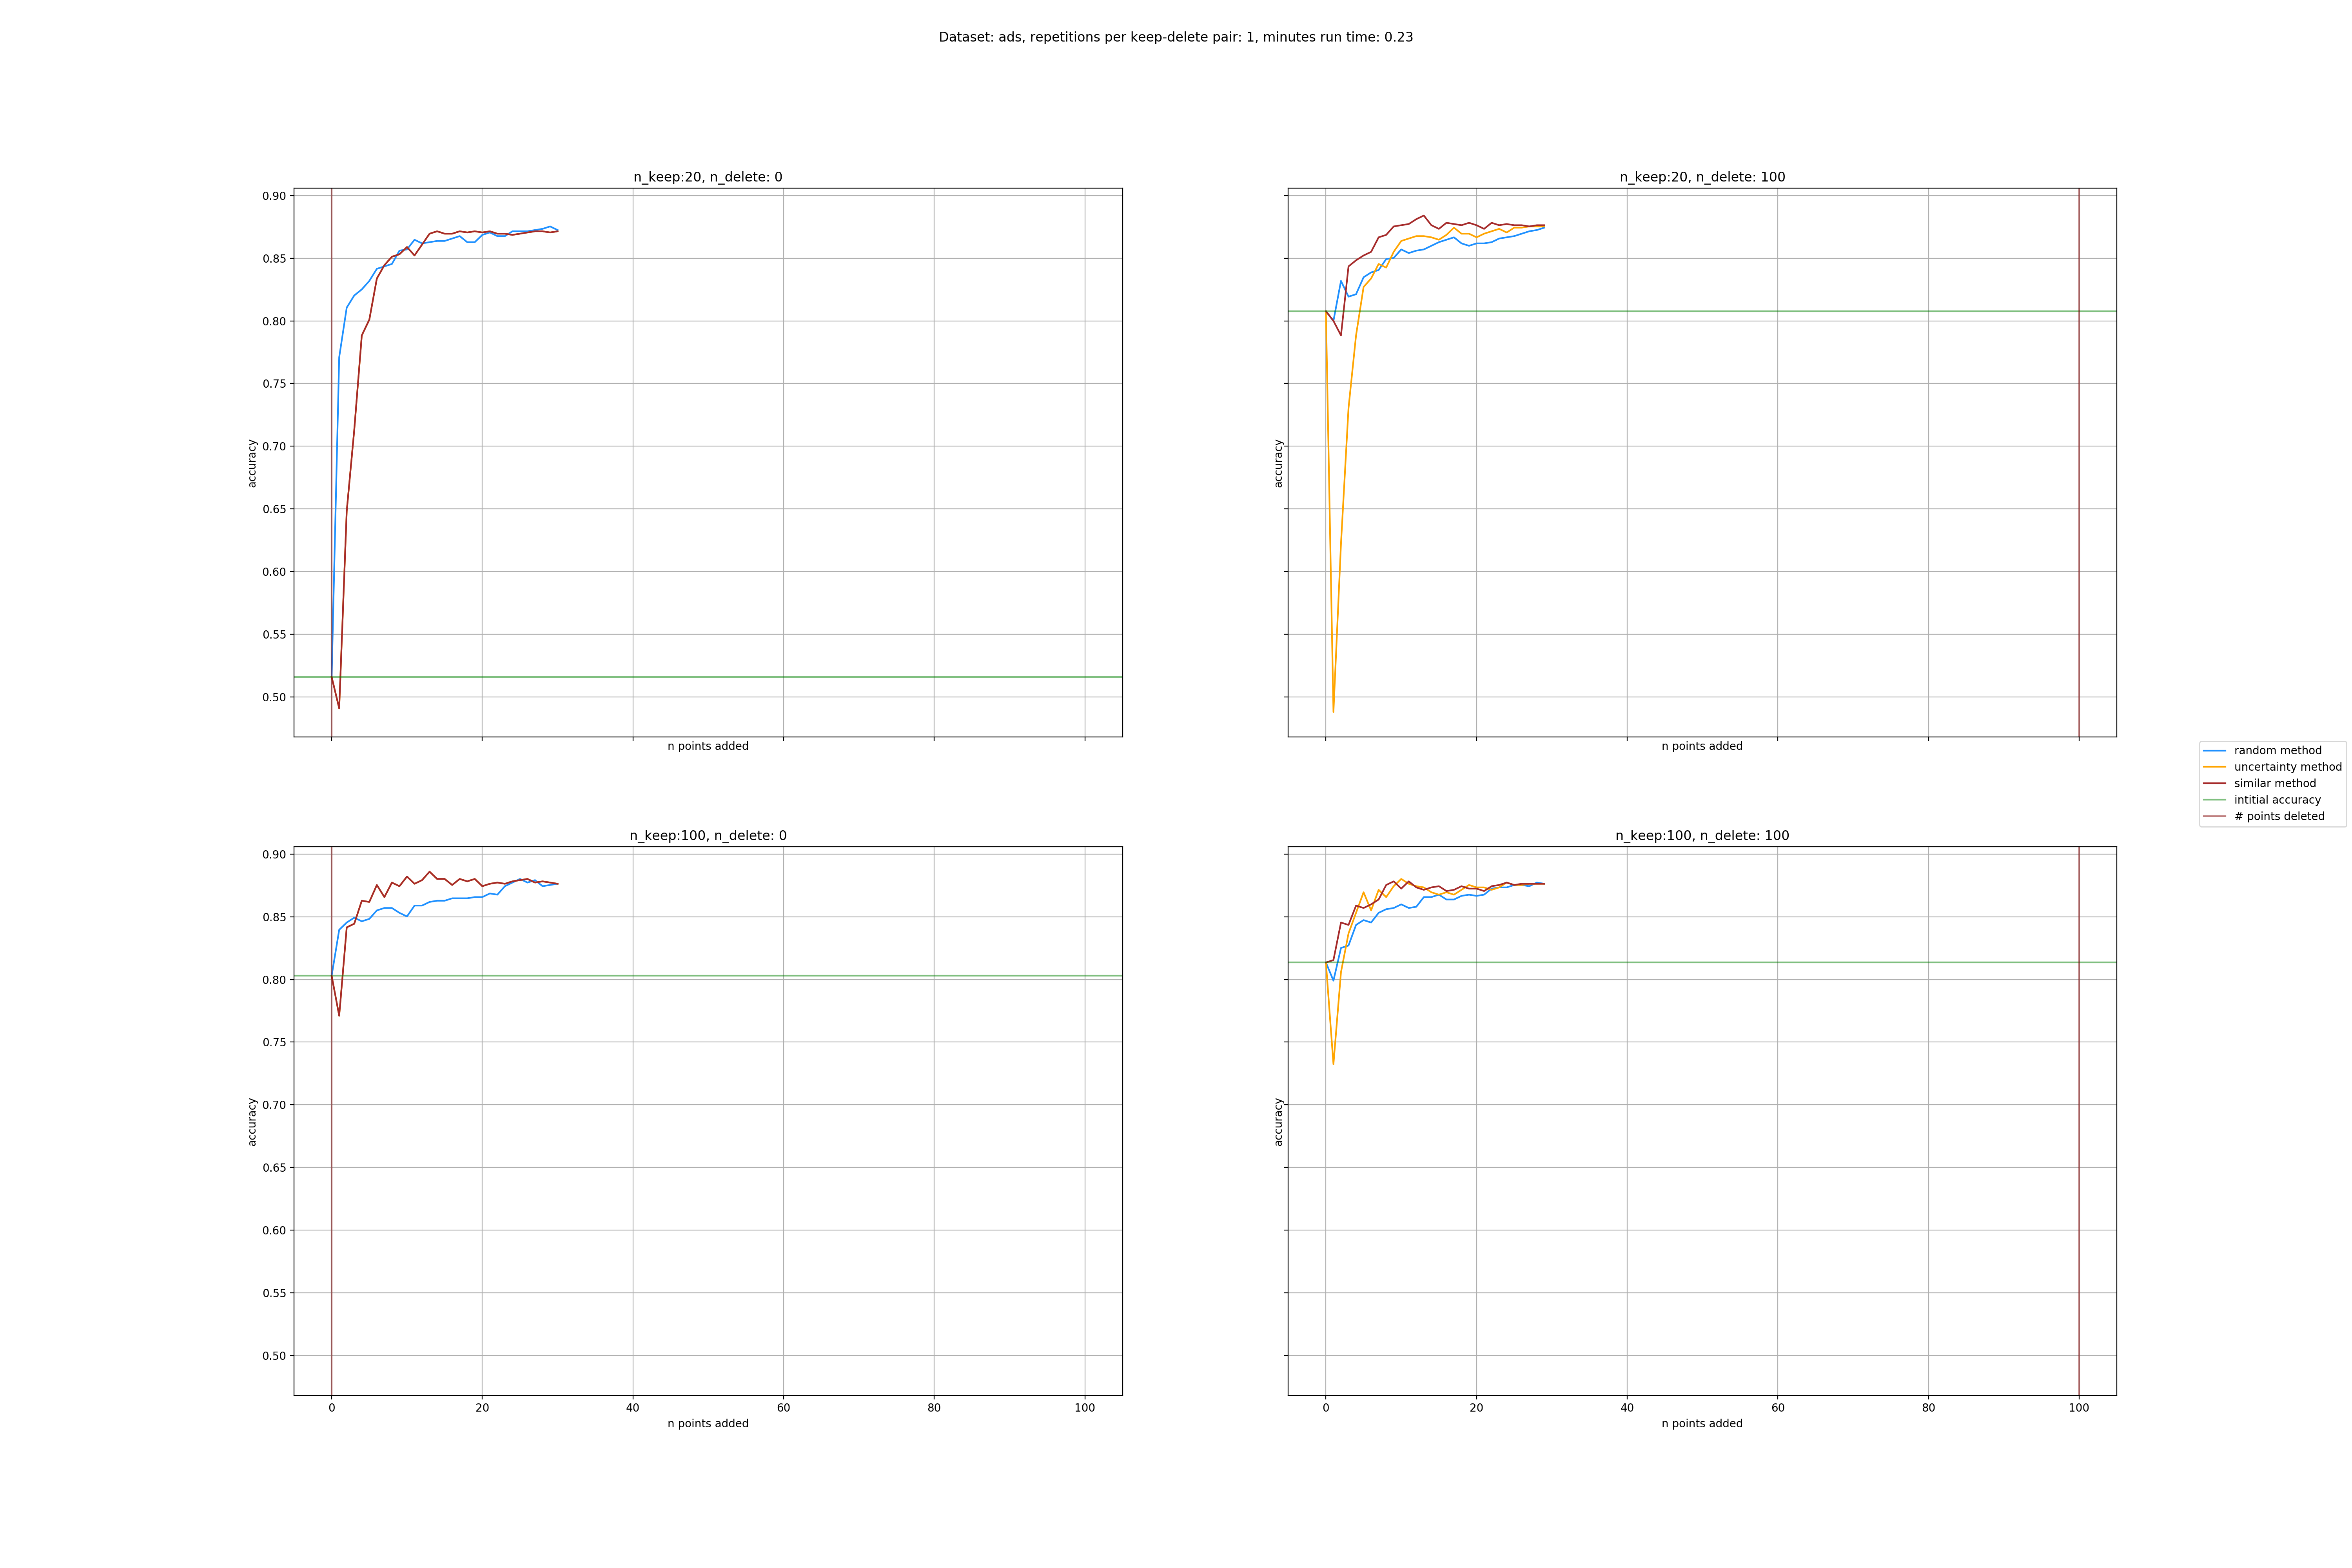 Dataset: ads, repetitions per keep-delete pair: 1, minutes run time: 0.23
n_keep:20, n_delete: 0
0.90
0.85
0.80
0.75
0.70
0.65
0.60
0.55
0.50
accuracy
n points added
n_keep:20, n_delete: 100
accuracy
n points added
random method
uncertainty method
similar method
intitial accuracy
# points deleted
n_keep:100, n_delete: 0
0.90
0.85
0.80
0.75
0.70
0.65
0.60
0.55
0.50
accuracy
0 20 40 60 80 100
n points added
n_keep:100, n_delete: 100
accuracy
0 20 40 60 80 100
n points added